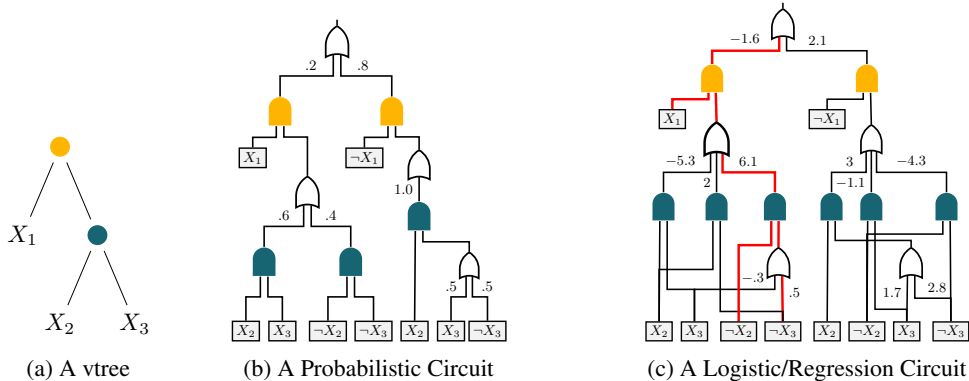 X₁
X₂ X₃
(a) A vtree
.2 .8
X₁ ¬X₁
1.0
.6 .4
.5 .5
X₂ X₃ ¬X₂ ¬X₃ X₂ X₃ ¬X₃
(b) A Probabilistic Circuit
−1.6 2.1
X₁ ¬X₁
−5.3 2 6.1 3 −1.1 −4.3
−.3 .5 1.7 2.8
X₂ X₃ ¬X₂ ¬X₃ X₂ ¬X₂ X₃ ¬X₃
(c) A Logistic/Regression Circuit